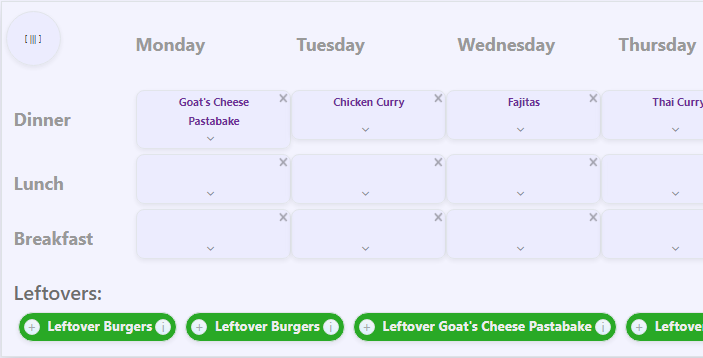 [|||]
Monday Tuesday Wednesday Thursday
Dinner
Goat's Cheese
Pastabake
Chicken Curry
Fajitas
Thai Curry
Lunch
Breakfast
Leftovers:
+ Leftover Burgers i + Leftover Burgers i + Leftover Goat's Cheese Pastabake i + Leftove